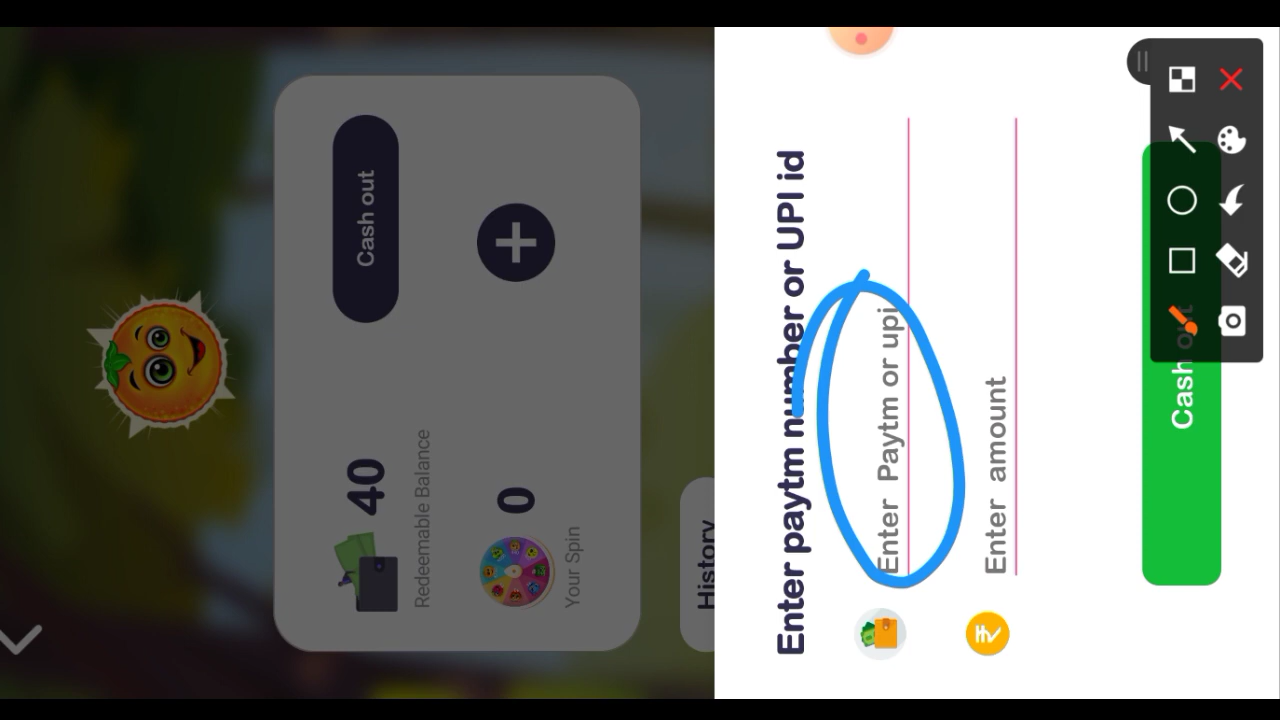 40
Redeemable Balance
Cash out
0
Your Spin
History
Enter paytm number or UPI id
Enter Paytm or upi
Enter amount
Cash out